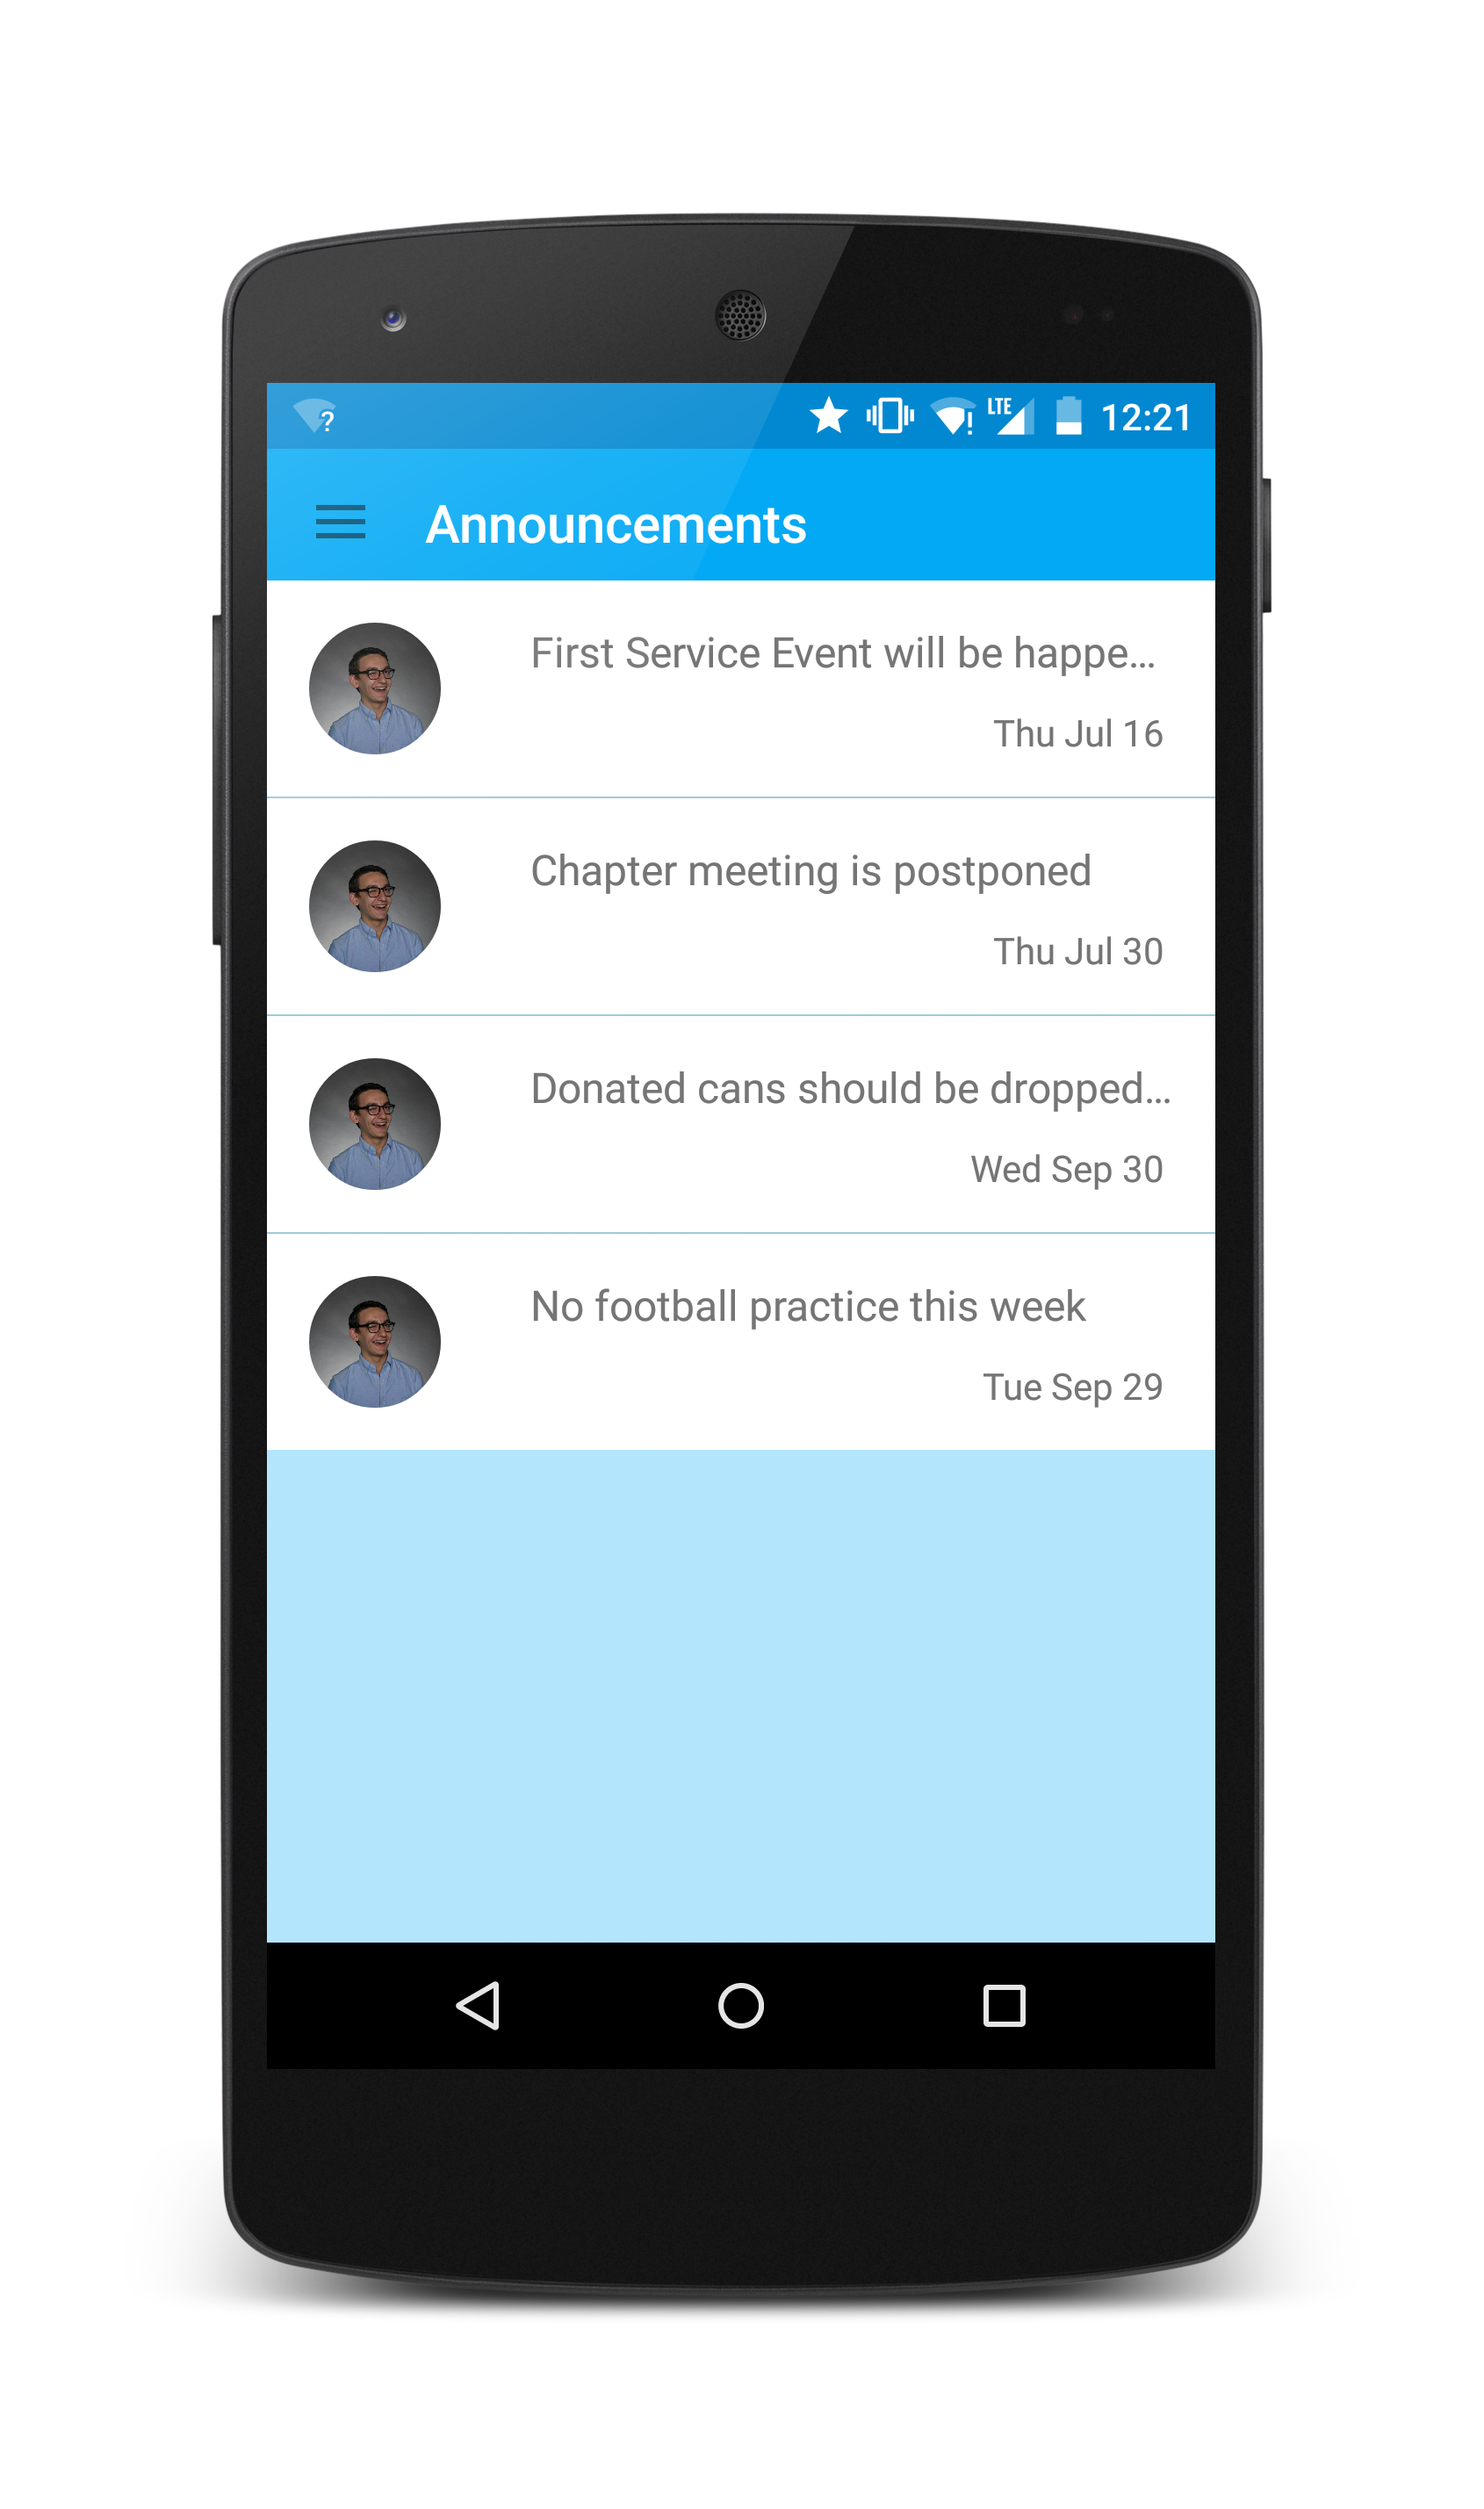 ?
LTE
12:21
Announcements
First Service Event will be happe...
Thu Jul 16
Chapter meeting is postponed
Thu Jul 30
Donated cans should be dropped...
Wed Sep 30
No football practice this week
Tue Sep 29